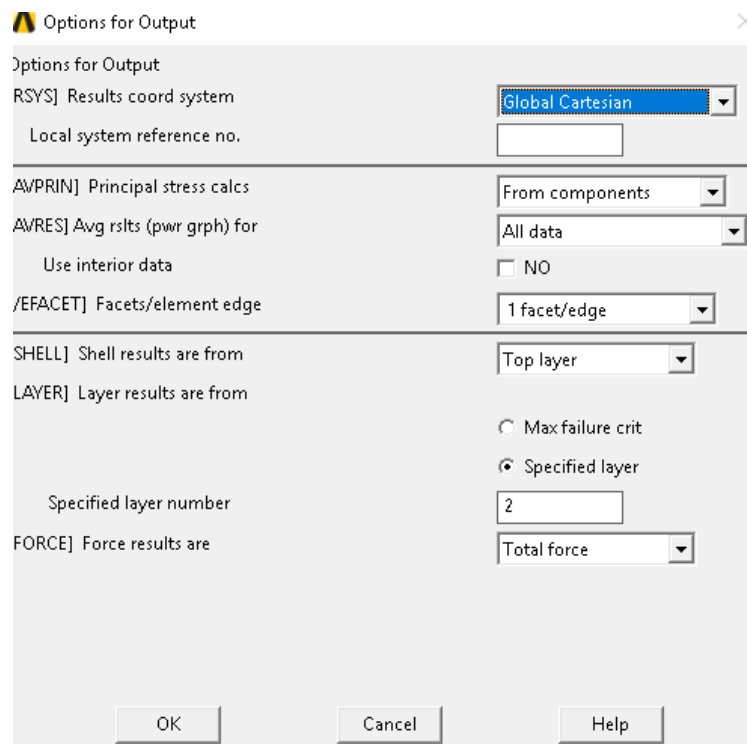 Options for Output
Options for Output
RSYS] Results coord system Global Cartesian
Local system reference no.
AVPRIN] Principal stress calcs From components
AVRES] Avg rslts (pwr grph) for All data
Use interior data NO
/EFACET] Facets/element edge 1 facet/edge
SHELL] Shell results are from Top layer
LAYER] Layer results are from
Max failure crit
Specified layer
Specified layer number 2
FORCE] Force results are Total force
OK Cancel Help